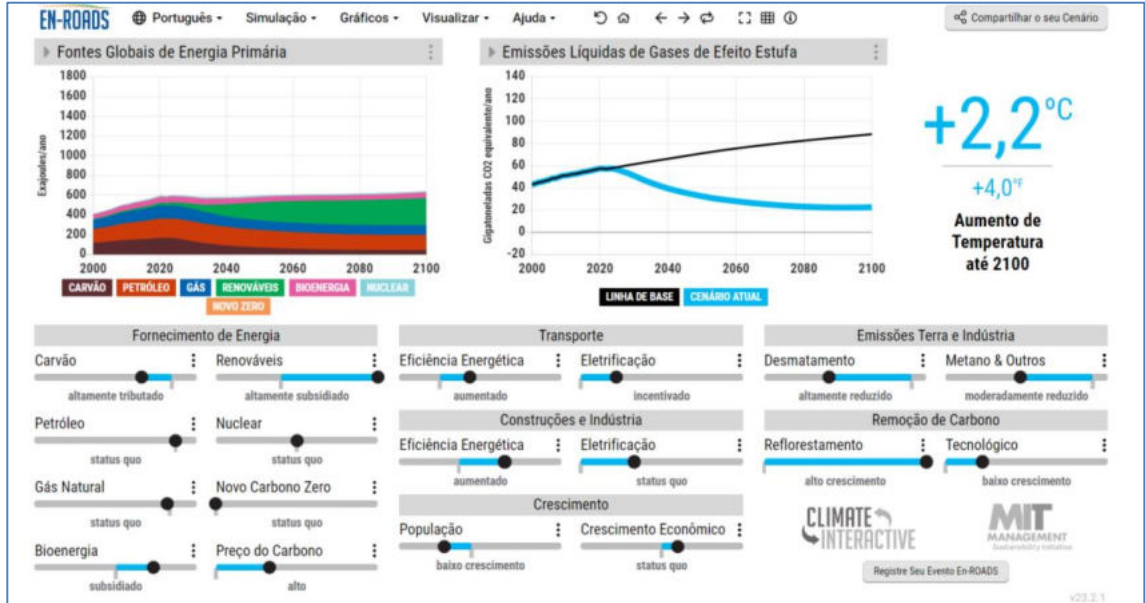 EN-ROADS
Português
Simulação
Gráficos
Visualizar
Ajuda
Compartilhar o seu Cenário
Fontes Globais de Energia Primária
1800
1600
1400
1200
1000
800
600
400
200
0
Exajoules/ano
2000 2020 2040 2060 2080 2100
CARVÃO PETRÓLEO GÁS RENOVÁVEIS BIOENERGIA NUCLEAR
NOVO ZERO
Emissões Líquidas de Gases de Efeito Estufa
140
120
100
80
60
40
20
0
-20
Gigatoneladas CO2 equivalente/ano
2000 2020 2040 2060 2080 2100
LINHA DE BASE CENÁRIO ATUAL
+2,2°C
+4,0°F
Aumento de
Temperatura
até 2100
Fornecimento de Energia
Carvão
altamente tributado
Renováveis
altamente subsidiado
Petróleo
status quo
Nuclear
status quo
Gás Natural
status quo
Novo Carbono Zero
status quo
Bioenergia
subsidiado
Preço do Carbono
alto
Transporte
Eficiência Energética
aumentado
Eletrificação
incentivado
Construções e Indústria
Eficiência Energética
aumentado
Eletrificação
status quo
Crescimento
População
baixo crescimento
Crescimento Econômico
status quo
Emissões Terra e Indústria
Desmatamento
altamente reduzido
Metano & Outros
moderadamente reduzido
Remoção de Carbono
Reflorestamento
alto crescimento
Tecnológico
baixo crescimento
CLIMATE
INTERACTIVE
MIT
MANAGEMENT
Sustainability Initiative
Registre Seu Evento En-ROADS
v23.2.1